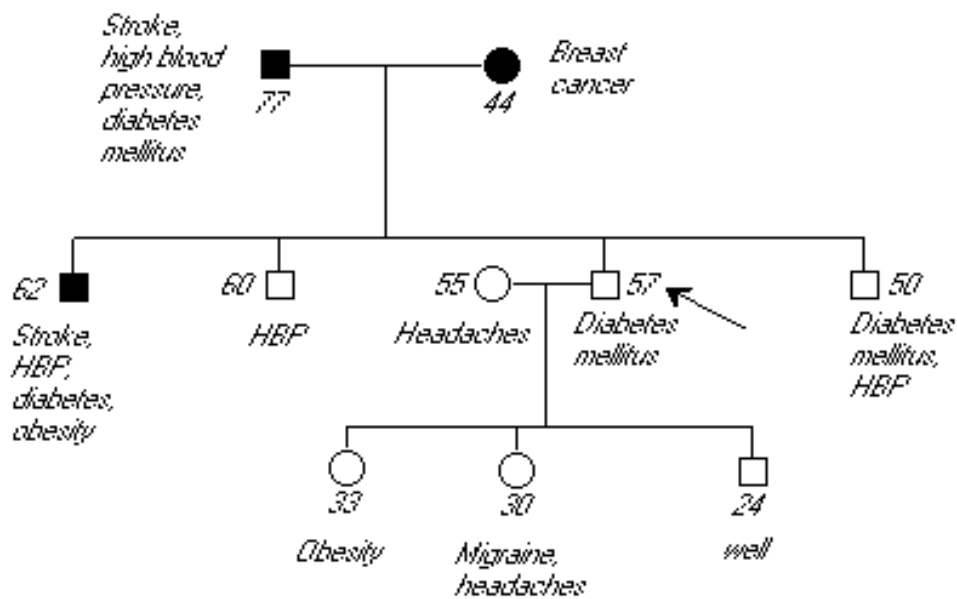 Stroke,
high blood
pressure,
diabetes
mellitus
77
44
Breast
cancer
62
Stroke,
HBP,
diabetes,
obesity
60
HBP
55
Headaches
57
Diabetes
mellitus
50
Diabetes
mellitus,
HBP
33
Obesity
30
Migraine,
headaches
24
well